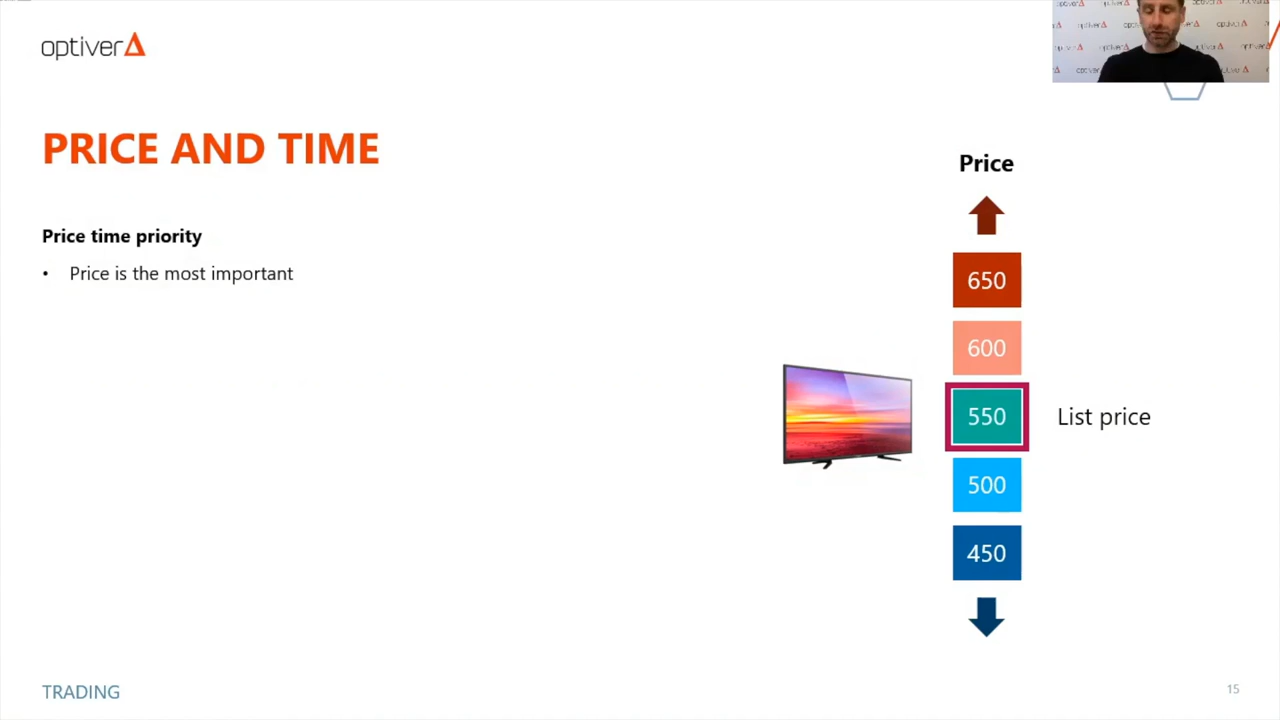 optiver
PRICE AND TIME
Price
Price time priority
• Price is the most important
650
600
550
List price
500
450
TRADING
15